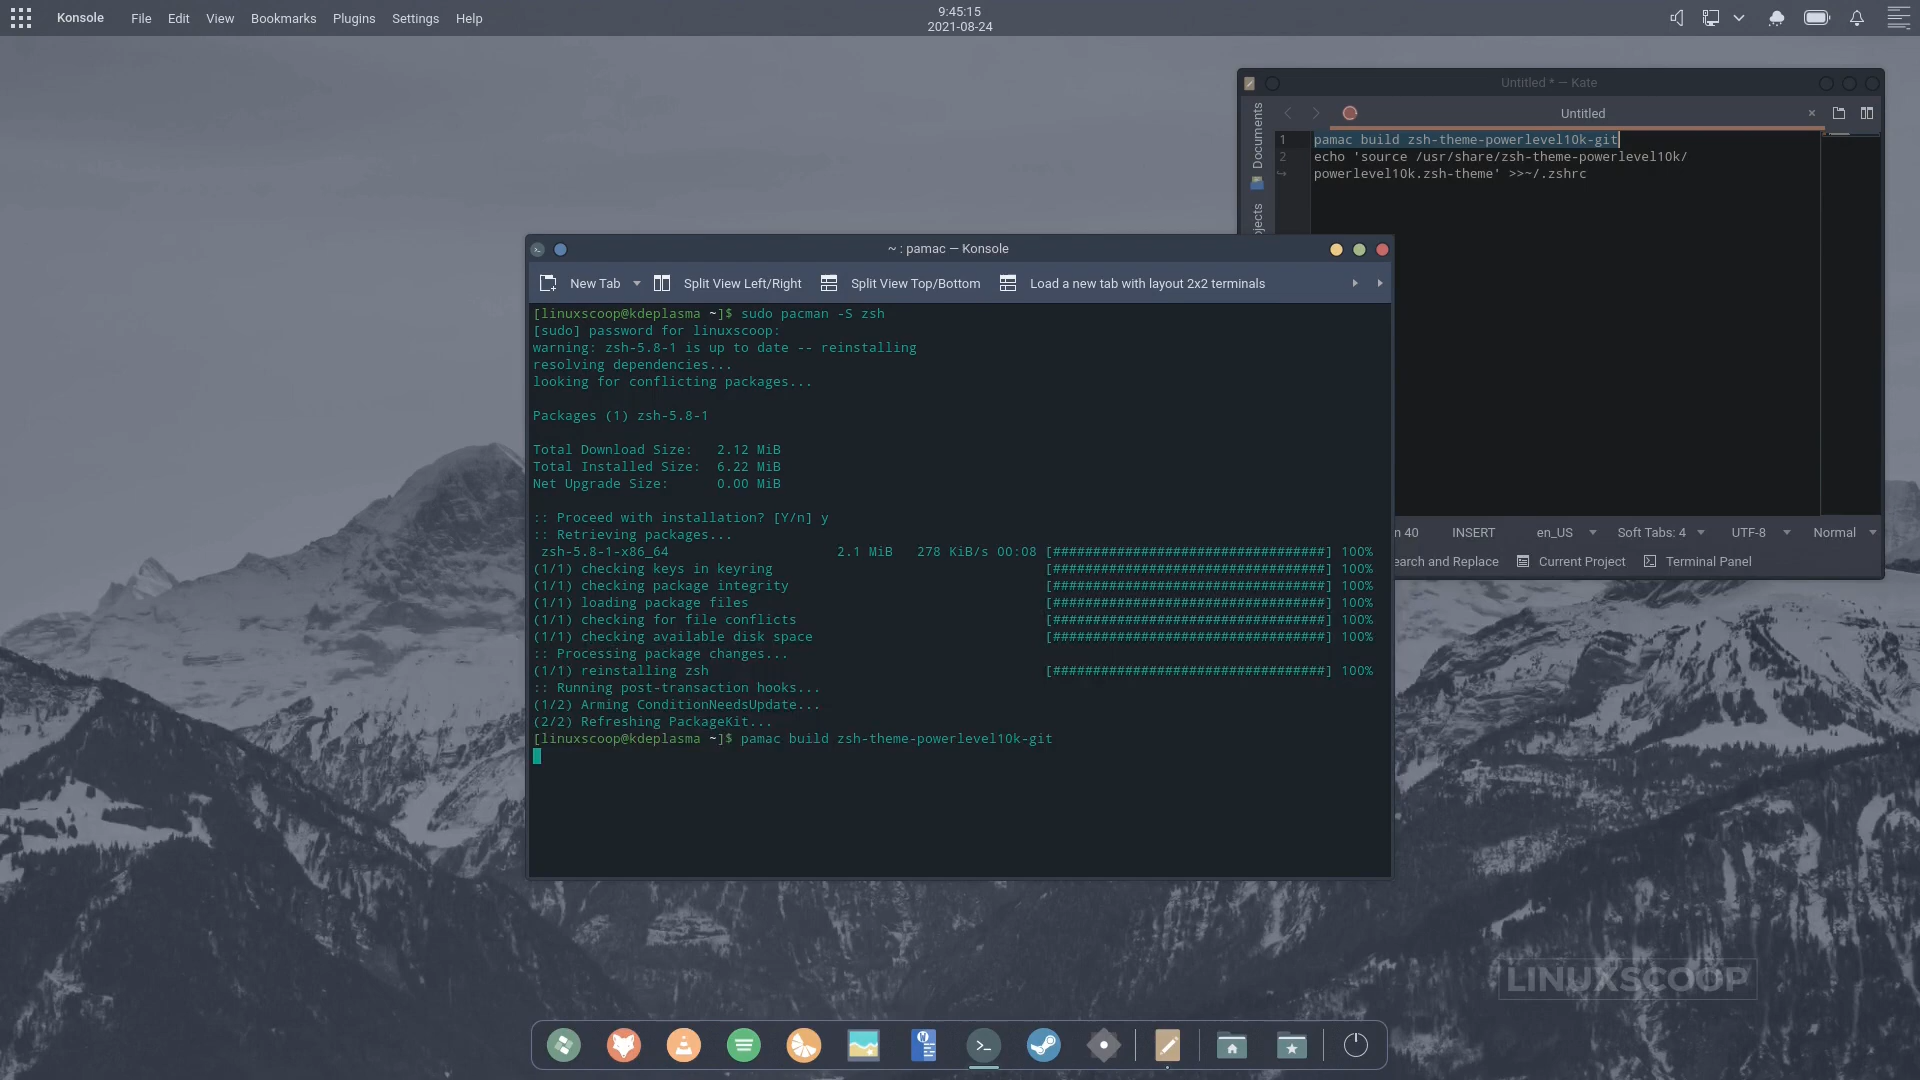 Konsole File Edit View Bookmarks Plugins Settings Help
9:45:15
2021-08-24
Untitled * — Kate
Untitled
Documents
1 pamac build zsh-theme-powerlevel10k-git
2 echo 'source /usr/share/zsh-theme-powerlevel10k/
powerlevel10k.zsh-theme' >>~/.zshrc
ojects
~ : pamac — Konsole
New Tab Split View Left/Right Split View Top/Bottom Load a new tab with layout 2x2 terminals
[linuxscoop@kdeplasma ~]$ sudo pacman -S zsh
[sudo] password for linuxscoop:
warning: zsh-5.8-1 is up to date -- reinstalling
resolving dependencies...
looking for conflicting packages...
Packages (1) zsh-5.8-1
Total Download Size: 2.12 MiB
Total Installed Size: 6.22 MiB
Net Upgrade Size: 0.00 MiB
:: Proceed with installation? [Y/n] y
:: Retrieving packages...
zsh-5.8-1-x86_64 2.1 MiB 278 KiB/s 00:08 [##################################] 100%
(1/1) checking keys in keyring [##################################] 100%
(1/1) checking package integrity [##################################] 100%
(1/1) loading package files [##################################] 100%
(1/1) checking for file conflicts [##################################] 100%
(1/1) checking available disk space [##################################] 100%
:: Processing package changes...
(1/1) reinstalling zsh [##################################] 100%
:: Running post-transaction hooks...
(1/2) Arming ConditionNeedsUpdate...
(2/2) Refreshing PackageKit...
[linuxscoop@kdeplasma ~]$ pamac build zsh-theme-powerlevel10k-git
n 40 INSERT en_US Soft Tabs: 4 UTF-8 Normal
earch and Replace Current Project Terminal Panel
LINUXSCOOP